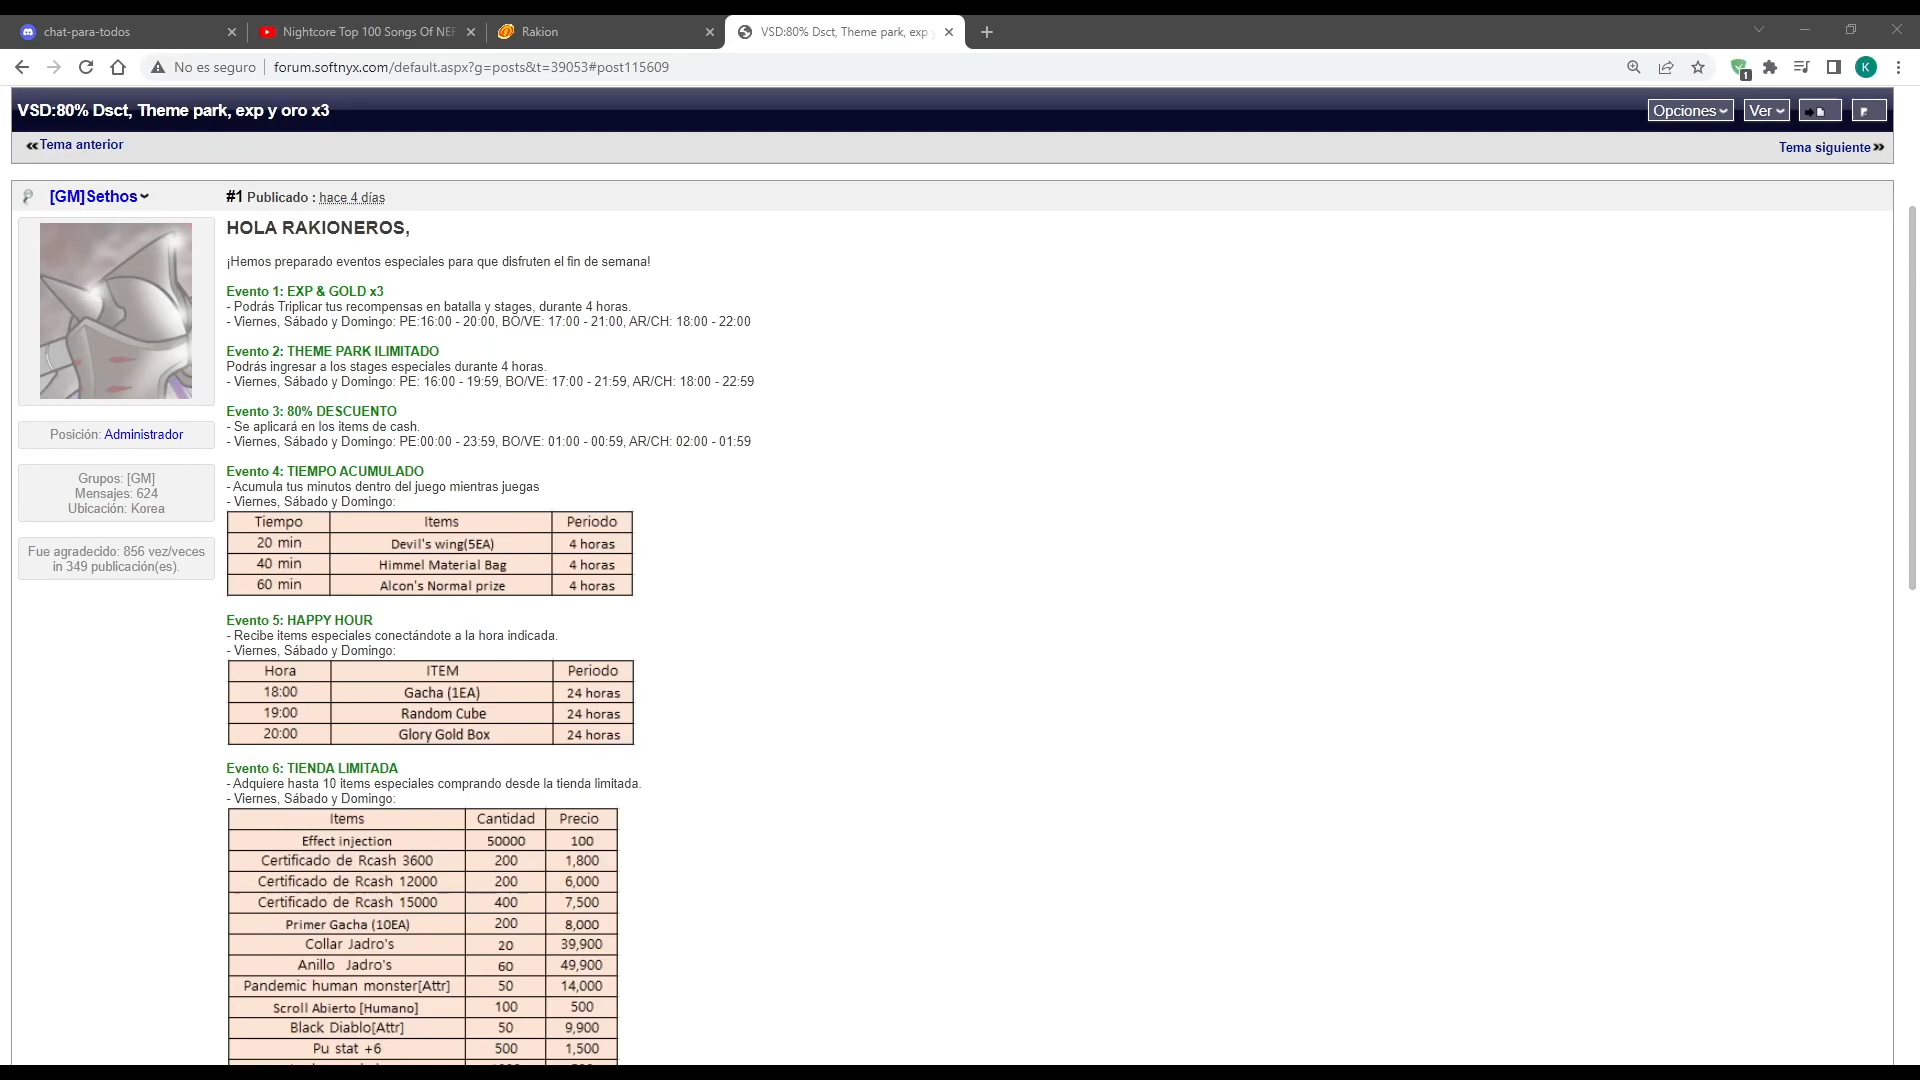 chat-para-todos
Nightcore Top 100 Songs Of NEF
Rakion
VSD:80% Dsct, Theme park, exp y
No es seguro
forum.softnyx.com/default.aspx?g=posts&t=39053#post115609
1
K
VSD:80% Dsct, Theme park, exp y oro x3
Opciones
Ver
«Tema anterior
Tema siguiente»
[GM]Sethos
#1 Publicado : hace 4 días
HOLA RAKIONEROS,
¡Hemos preparado eventos especiales para que disfruten el fin de semana!
Evento 1: EXP & GOLD x3
- Podrás Triplicar tus recompensas en batalla y stages, durante 4 horas.
- Viernes, Sábado y Domingo: PE:16:00 - 20:00, BO/VE: 17:00 - 21:00, AR/CH: 18:00 - 22:00
Evento 2: THEME PARK ILIMITADO
Podrás ingresar a los stages especiales durante 4 horas.
- Viernes, Sábado y Domingo: PE: 16:00 - 19:59, BO/VE: 17:00 - 21:59, AR/CH: 18:00 - 22:59
Evento 3: 80% DESCUENTO
- Se aplicará en los items de cash.
- Viernes, Sábado y Domingo: PE:00:00 - 23:59, BO/VE: 01:00 - 00:59, AR/CH: 02:00 - 01:59
Posición: Administrador
Grupos: [GM]
Mensajes: 624
Ubicación: Korea
Fue agradecido: 856 vez/veces
in 349 publicación(es).
Evento 4: TIEMPO ACUMULADO
- Acumula tus minutos dentro del juego mientras juegas
- Viernes, Sábado y Domingo:
Tiempo Items Periodo
20 min Devil's wing(5EA) 4 horas
40 min Himmel Material Bag 4 horas
60 min Alcon's Normal prize 4 horas
Evento 5: HAPPY HOUR
- Recibe items especiales conectándote a la hora indicada.
- Viernes, Sábado y Domingo:
Hora ITEM Periodo
18:00 Gacha (1EA) 24 horas
19:00 Random Cube 24 horas
20:00 Glory Gold Box 24 horas
Evento 6: TIENDA LIMITADA
- Adquiere hasta 10 items especiales comprando desde la tienda limitada.
- Viernes, Sábado y Domingo:
Items Cantidad Precio
Effect injection 50000 100
Certificado de Rcash 3600 200 1,800
Certificado de Rcash 12000 200 6,000
Certificado de Rcash 15000 400 7,500
Primer Gacha (10EA) 200 8,000
Collar Jadro's 20 39,900
Anillo Jadro's 60 49,900
Pandemic human monster[Attr] 50 14,000
Scroll Abierto [Humano] 100 500
Black Diablo[Attr] 50 9,900
Pu stat +6 500 1,500